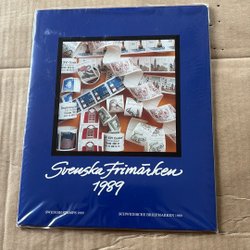 Svenska Frimärken
1989
SWEDISH STAMPS 1989
SCHWEDISCHE BRIEFMARKEN 1989